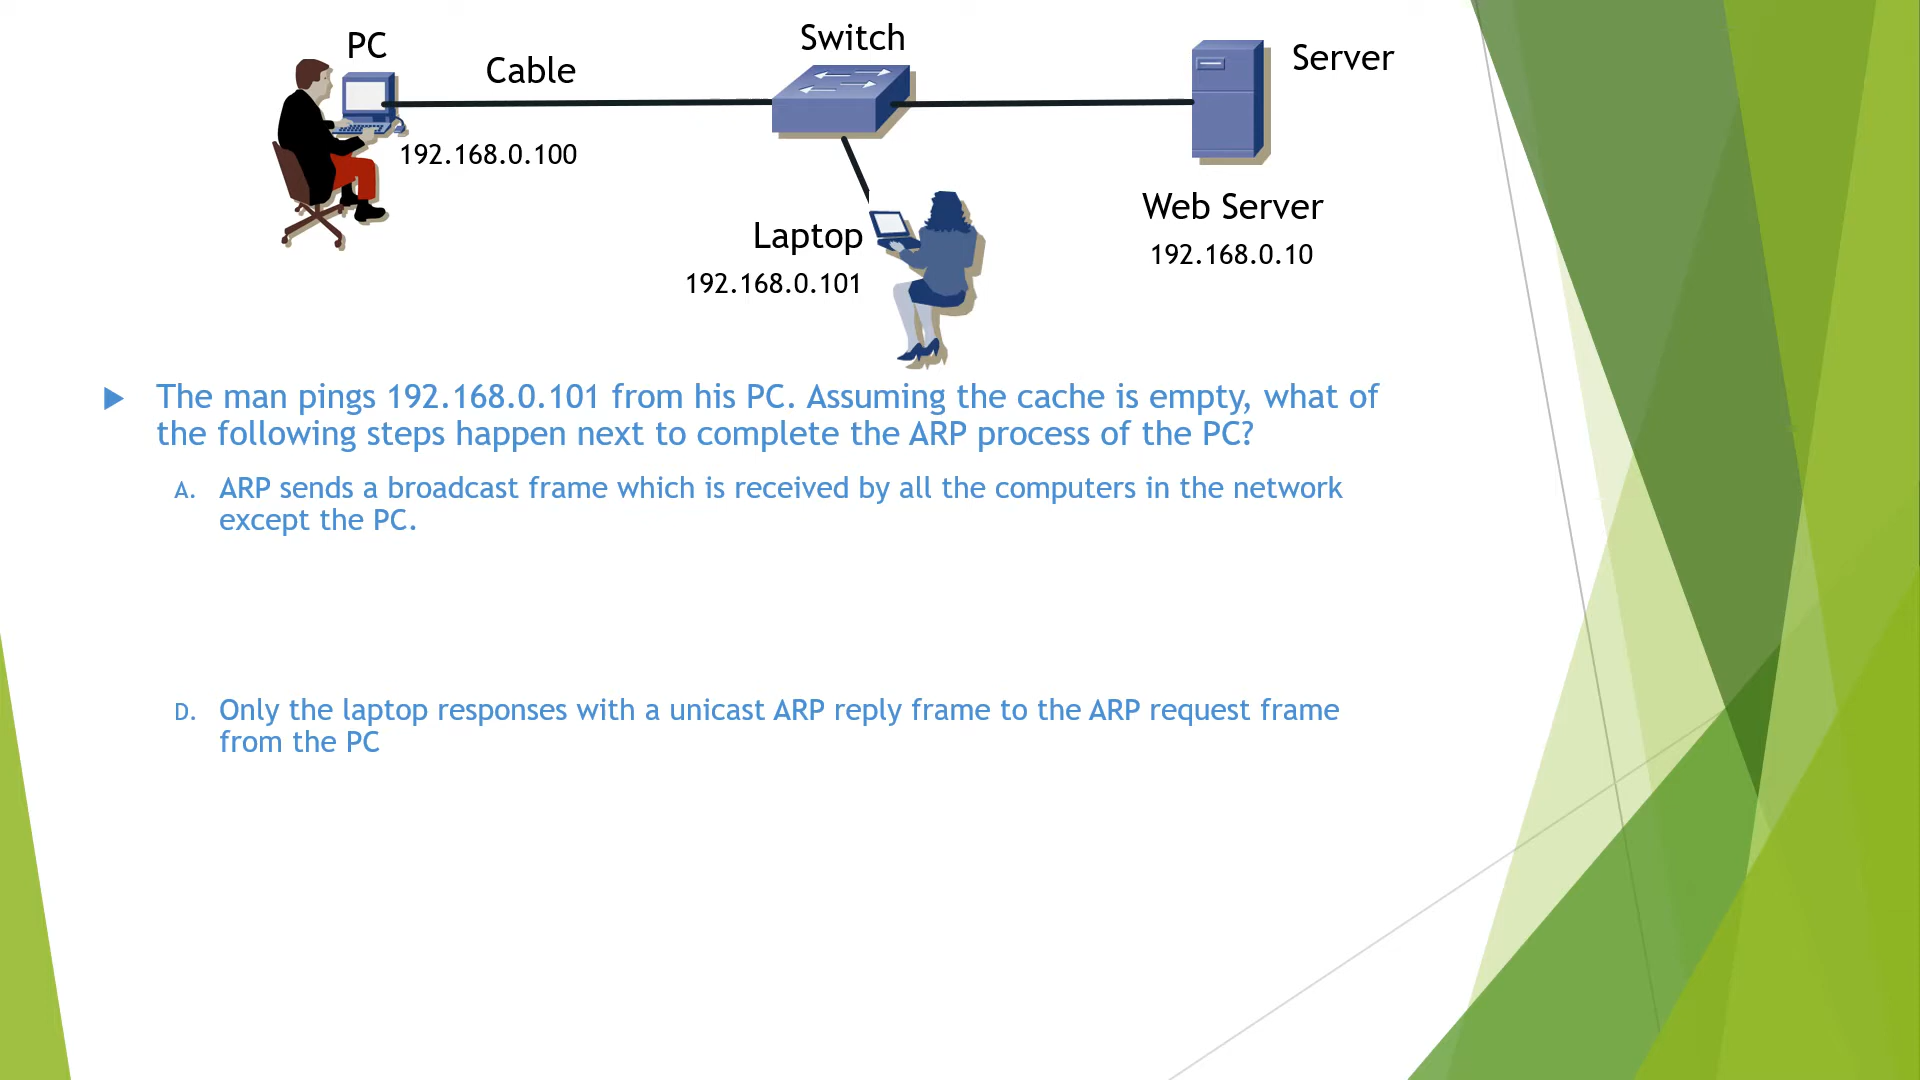 PC
Cable
Switch
Server
192.168.0.100
Web Server
192.168.0.10
Laptop
192.168.0.101
The man pings 192.168.0.101 from his PC. Assuming the cache is empty, what of
the following steps happen next to complete the ARP process of the PC?
A. ARP sends a broadcast frame which is received by all the computers in the network
except the PC.
D. Only the laptop responses with a unicast ARP reply frame to the ARP request frame
from the PC